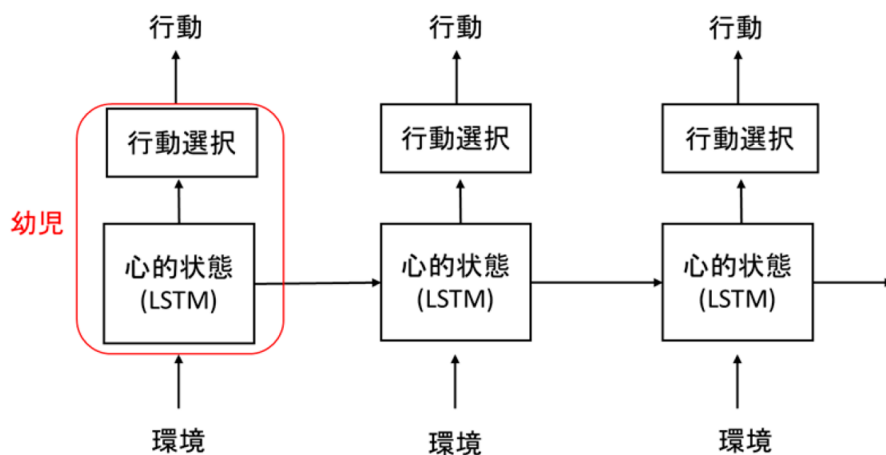 行動
行動
行動
行動選択
行動選択
行動選択
幼児
心的状態
(LSTM)
心的状態
(LSTM)
心的状態
(LSTM)
環境
環境
環境